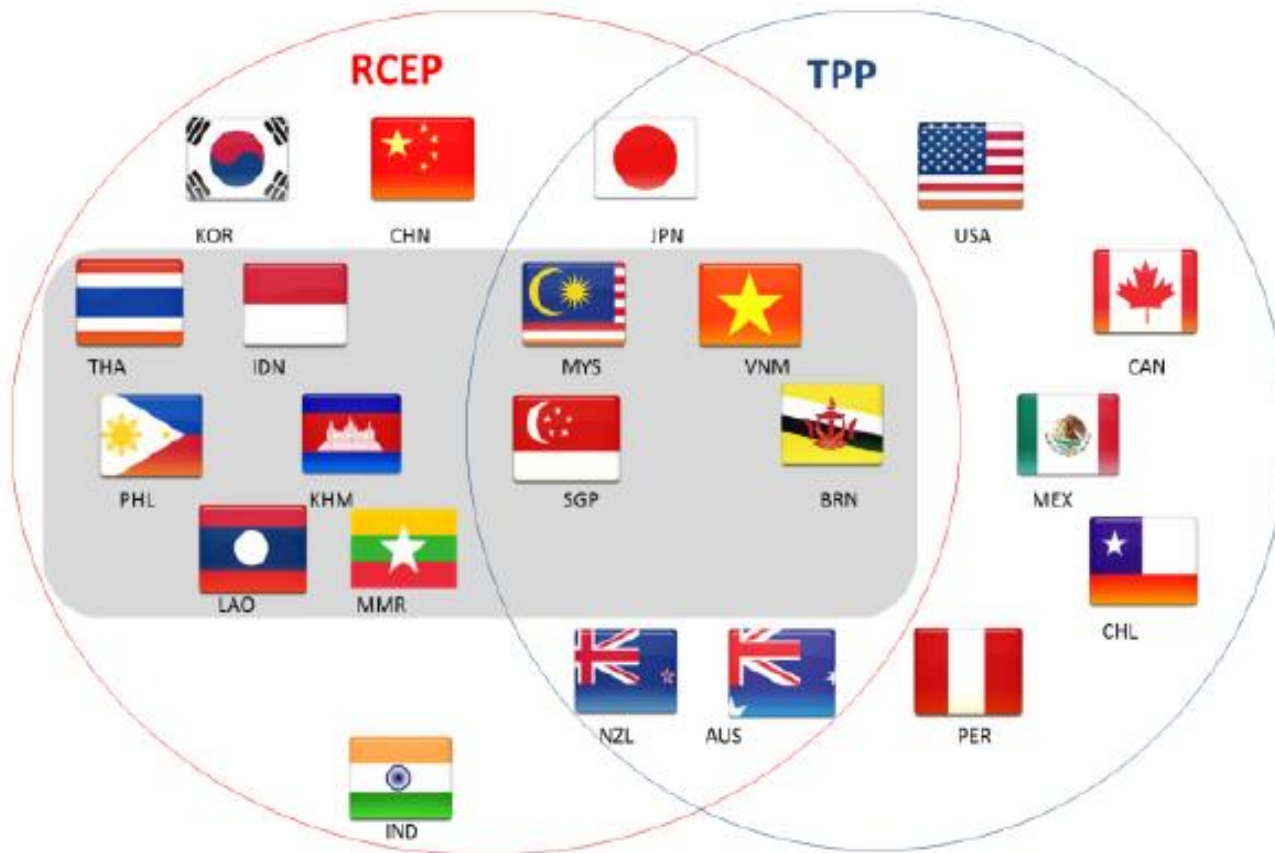 RCEP
TPP
KOR
CHN
JPN
USA
THA
IDN
MYS
VNM
CAN
PHL
KHM
SGP
BRN
MEX
LAO
MMR
CHL
NZL
AUS
PER
IND